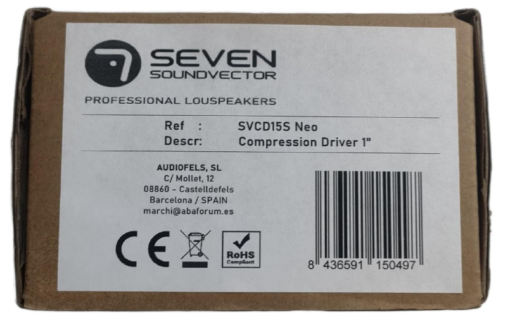 SEVEN
SOUNDVECTOR
PROFESSIONAL LOUSPEAKERS
Ref : SVCD15S Neo
Descr: Compression Driver 1"
AUDIOFELS, SL
C/ Mollet, 12
08860 - Castelldefels
Barcelona / SPAIN
marchi@abaforum.es
CE
RoHS
Compliant
8 436591 150497